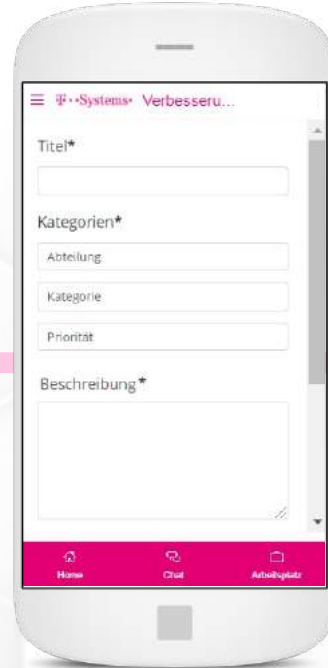 T··Systems· Verbesseru...
Titel*
Kategorien*
Abteilung
Kategorie
Priorität
Beschreibung*
Home Chat Arbeitsplatz